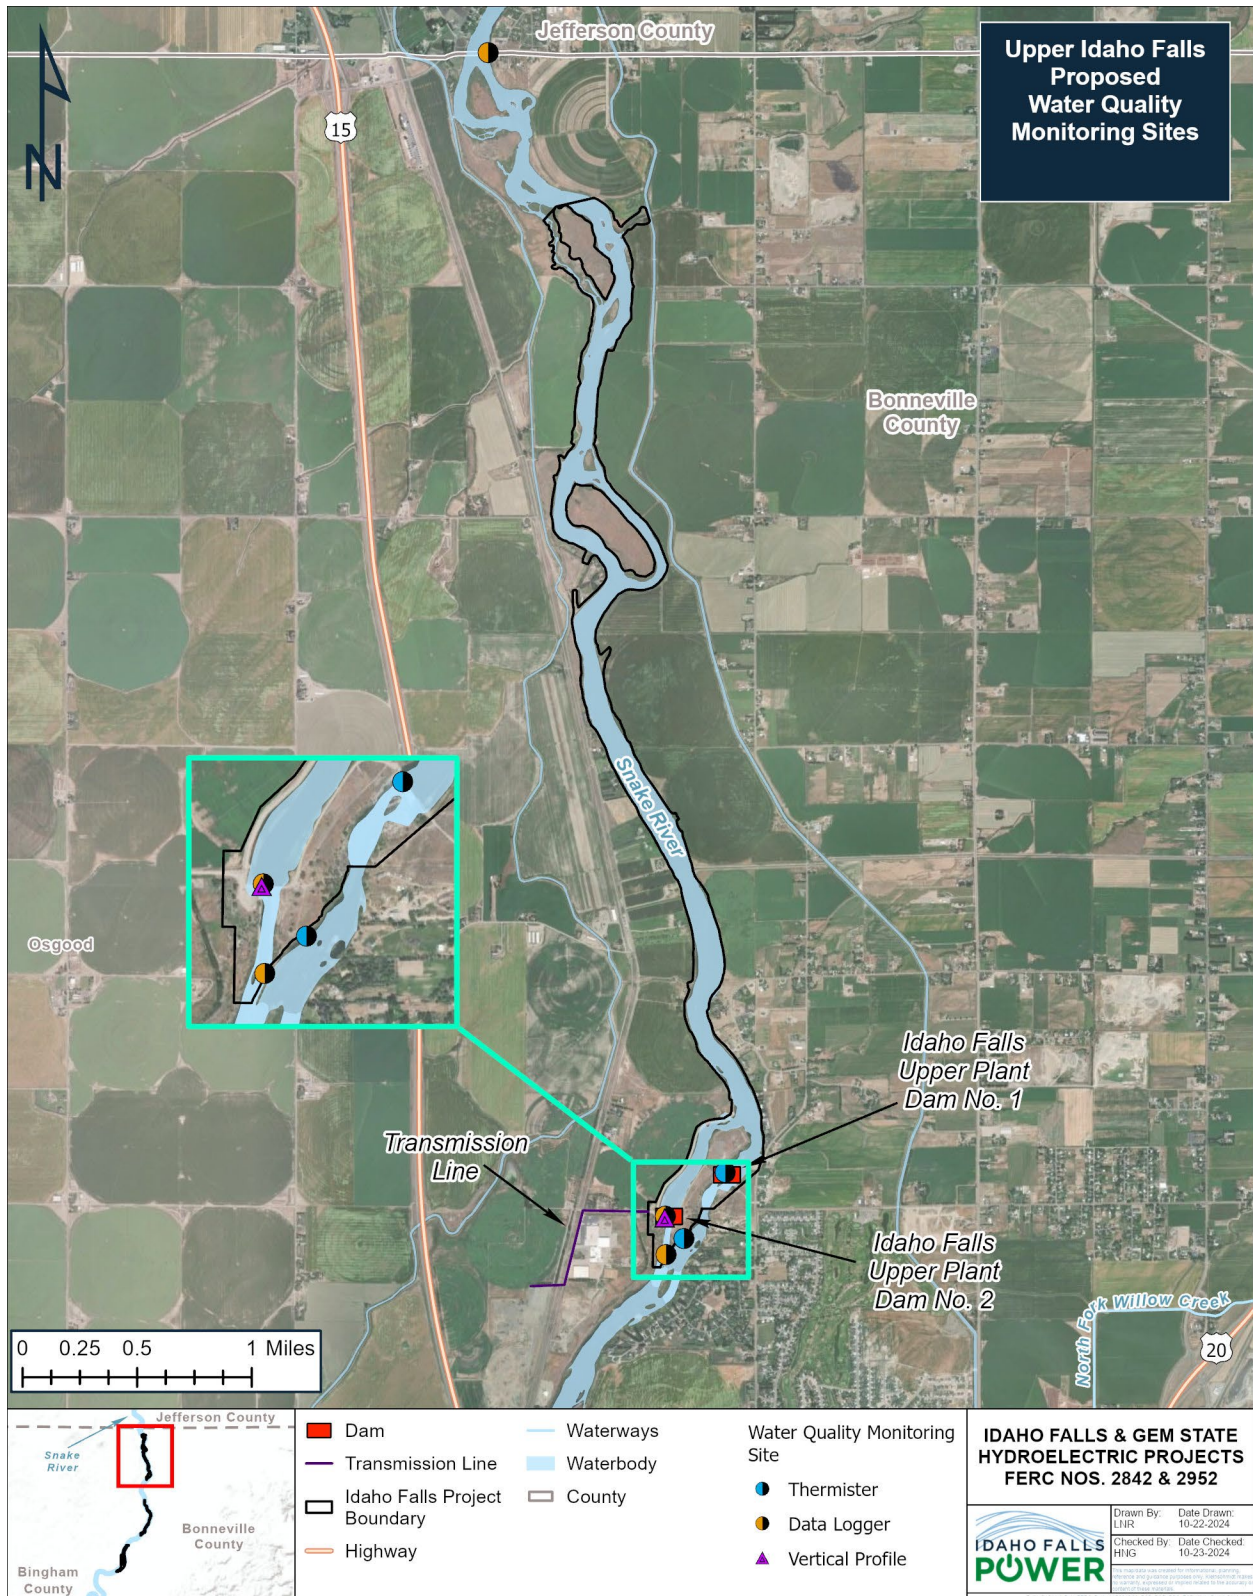 Jefferson County
Upper Idaho Falls
Proposed
Water Quality
Monitoring Sites
N
15
Bonneville
County
Snake River
Osgood
Idaho Falls
Upper Plant
Dam No. 1
Transmission
Line
Idaho Falls
Upper Plant
Dam No. 2
North Fork Willow Creek
20
0 0.25 0.5 1 Miles
Jefferson County
Snake
River
Bonneville
County
Bingham
County
Dam
Transmission Line
Idaho Falls Project
Boundary
Highway
Waterways
Waterbody
County
Water Quality Monitoring
Site
Thermister
Data Logger
Vertical Profile
IDAHO FALLS & GEM STATE
HYDROELECTRIC PROJECTS
FERC NOS. 2842 & 2952
IDAHO FALLS
POWER
Drawn By: Date Drawn:
LNR 10-22-2024
Checked By: Date Checked:
HNG 10-23-2024